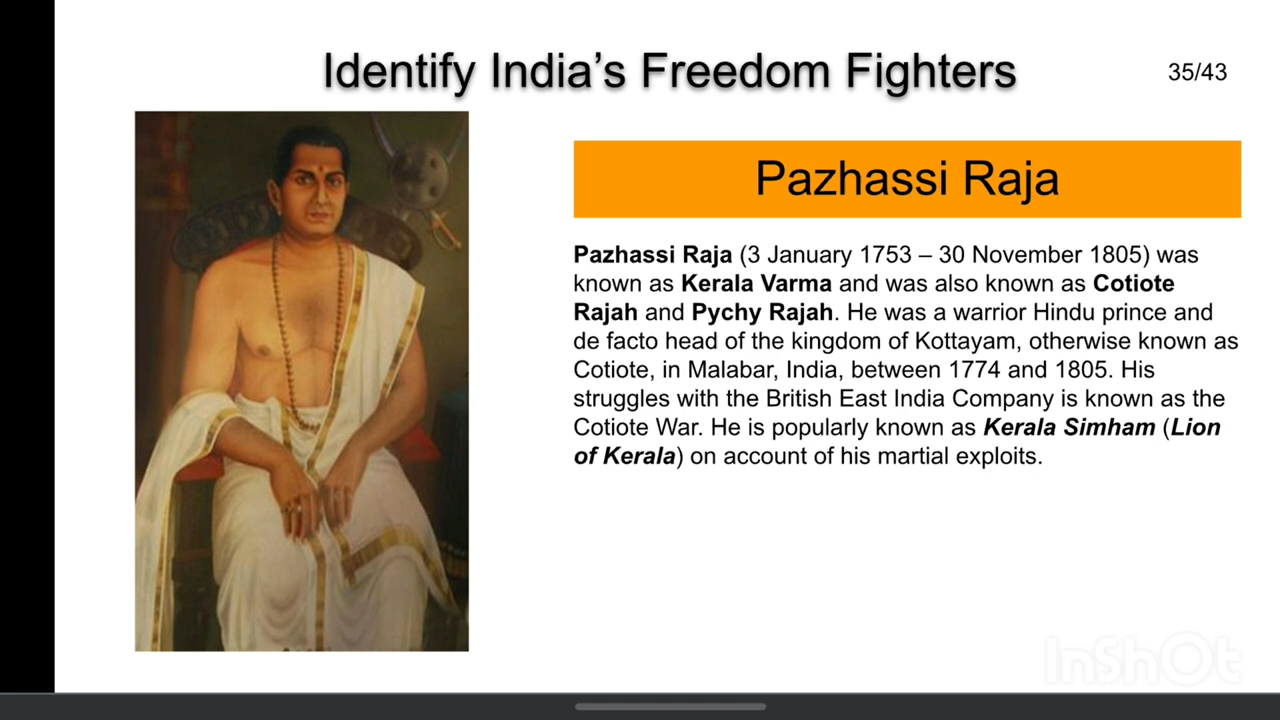 Identify India’s Freedom Fighters
35/43
Pazhassi Raja
Pazhassi Raja (3 January 1753 – 30 November 1805) was
known as Kerala Varma and was also known as Cotiote
Rajah and Pychy Rajah. He was a warrior Hindu prince and
de facto head of the kingdom of Kottayam, otherwise known as
Cotiote, in Malabar, India, between 1774 and 1805. His
struggles with the British East India Company is known as the
Cotiote War. He is popularly known as Kerala Simham (Lion
of Kerala) on account of his martial exploits.
InShOt